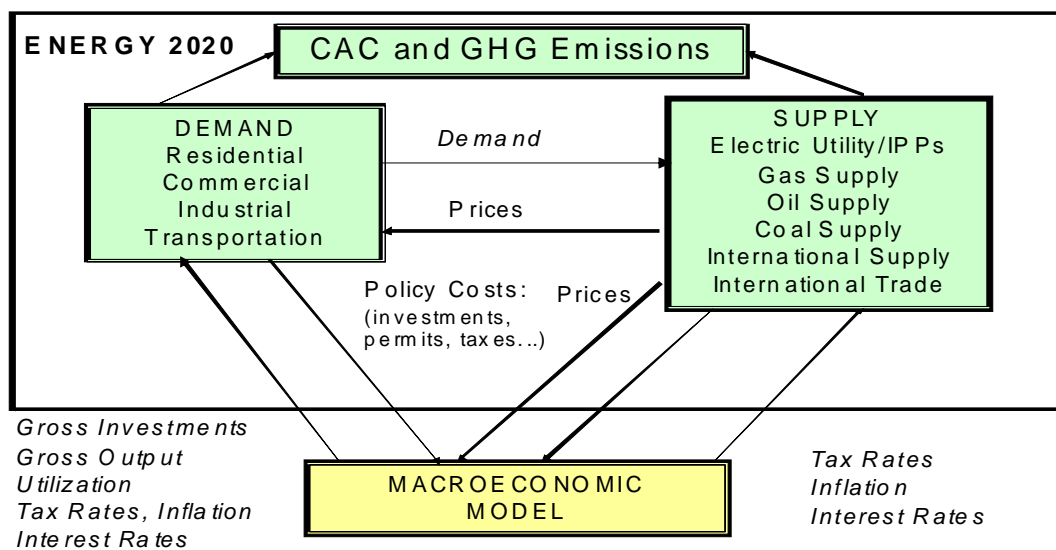 ENERGY 2020
CAC and GHG Emissions
DEMAND
Residential
Commercial
Industrial
Transportation
Demand
Prices
SUPPLY
Electric Utility/IPPs
Gas Supply
Oil Supply
Coal Supply
International Supply
International Trade
Policy Costs:
(investments,
permits, taxes...)
Prices
Gross Investments
Gross Output
Utilization
Tax Rates, Inflation
Interest Rates
MACROECONOMIC
MODEL
Tax Rates
Inflation
Interest Rates